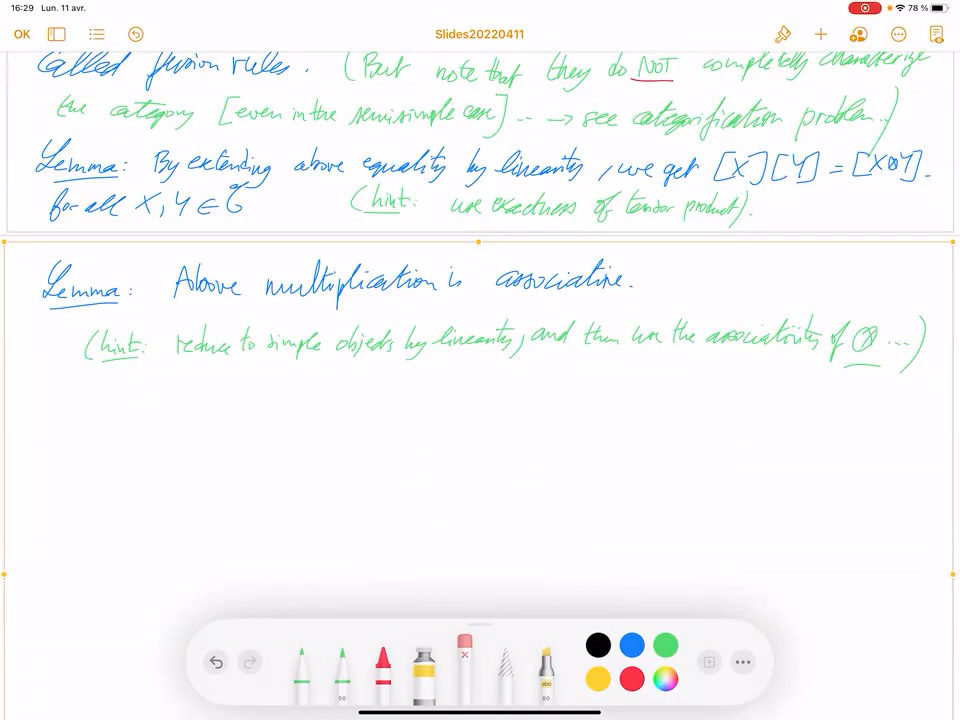 16:29 Lun. 11 avr. 78 %
OK Slides20220411
Called fusion rules. (But note that they do NOT completely characterize
the category [even in the semisimple case] .. → see categorification problem..)
Lemma: By extending above equality by linearity, we get [X][Y] = [X⊗Y].
for all X, Y ∈ C (hint: use exactness of tensor product).
Lemma: Above multiplication is associative.
(hint: reduce to simple objects by linearity, and then use the associativity of ⊗ ...)
50
80